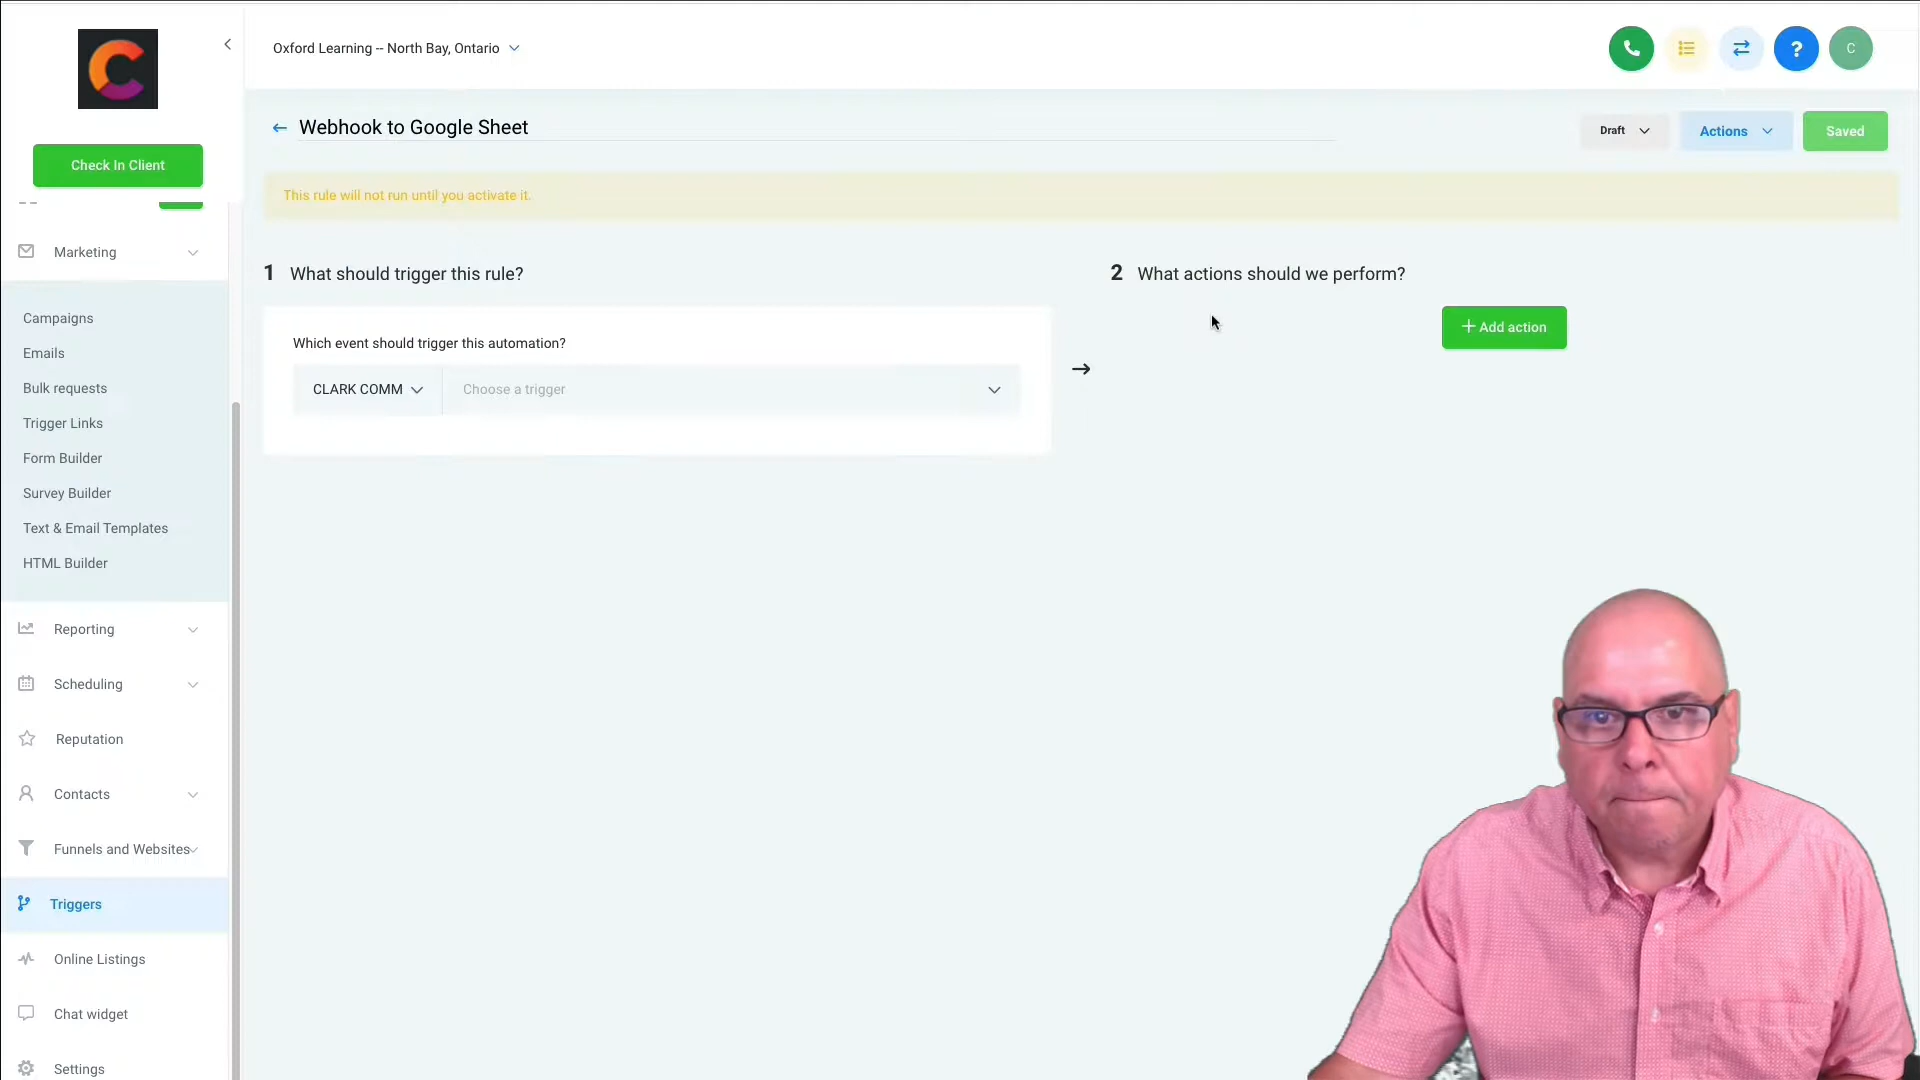 Oxford Learning -- North Bay, Ontario
?
C
Check In Client
Marketing
Campaigns
Emails
Bulk requests
Trigger Links
Form Builder
Survey Builder
Text & Email Templates
HTML Builder
Reporting
Scheduling
Reputation
Contacts
Funnels and Websites
Triggers
Online Listings
Chat widget
Settings
Webhook to Google Sheet
Draft
Actions
Saved
This rule will not run until you activate it.
1 What should trigger this rule?
Which event should trigger this automation?
CLARK COMM
Choose a trigger
2 What actions should we perform?
+ Add action